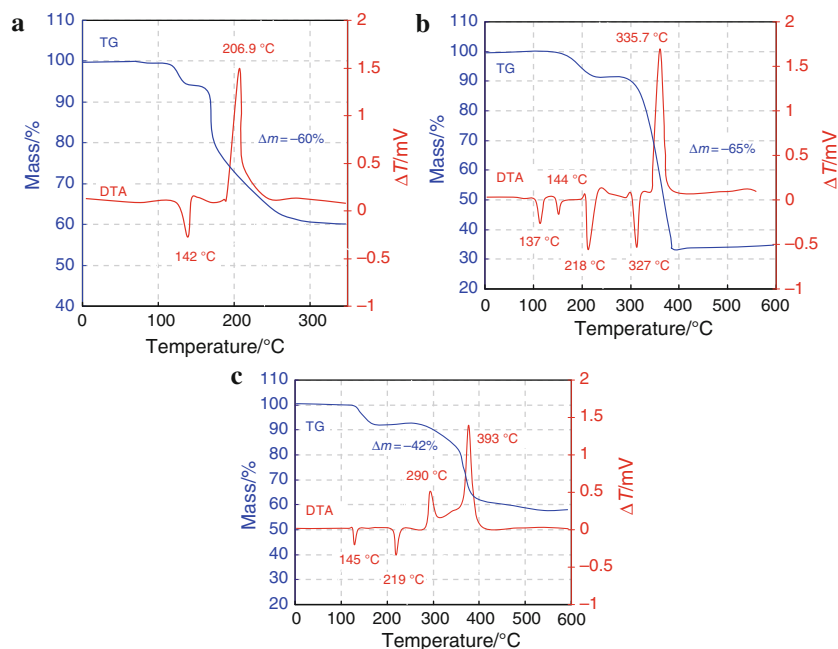 a
110
100
90
80
70
60
50
40
Mass/%
TG
DTA
206.9 °C
Δm = −60%
142 °C
2
1.5
1
0.5
0
−0.5
−1
ΔT/mV
0
100
200
300
Temperature/°C
b
110
100
90
80
70
60
50
40
30
20
Mass/%
TG
DTA
335.7 °C
Δm = −65%
144 °C
137 °C
218 °C
327 °C
2
1.5
1
0.5
0
−0.5
−1
ΔT/mV
0
100
200
300
400
500
600
Temperature/°C
c
110
100
90
80
70
60
50
40
30
20
Mass/%
TG
DTA
Δm = −42%
393 °C
290 °C
145 °C
219 °C
2
1.5
1
0.5
0
−0.5
−1
ΔT/mV
0
100
200
300
400
500
600
Temperature/°C